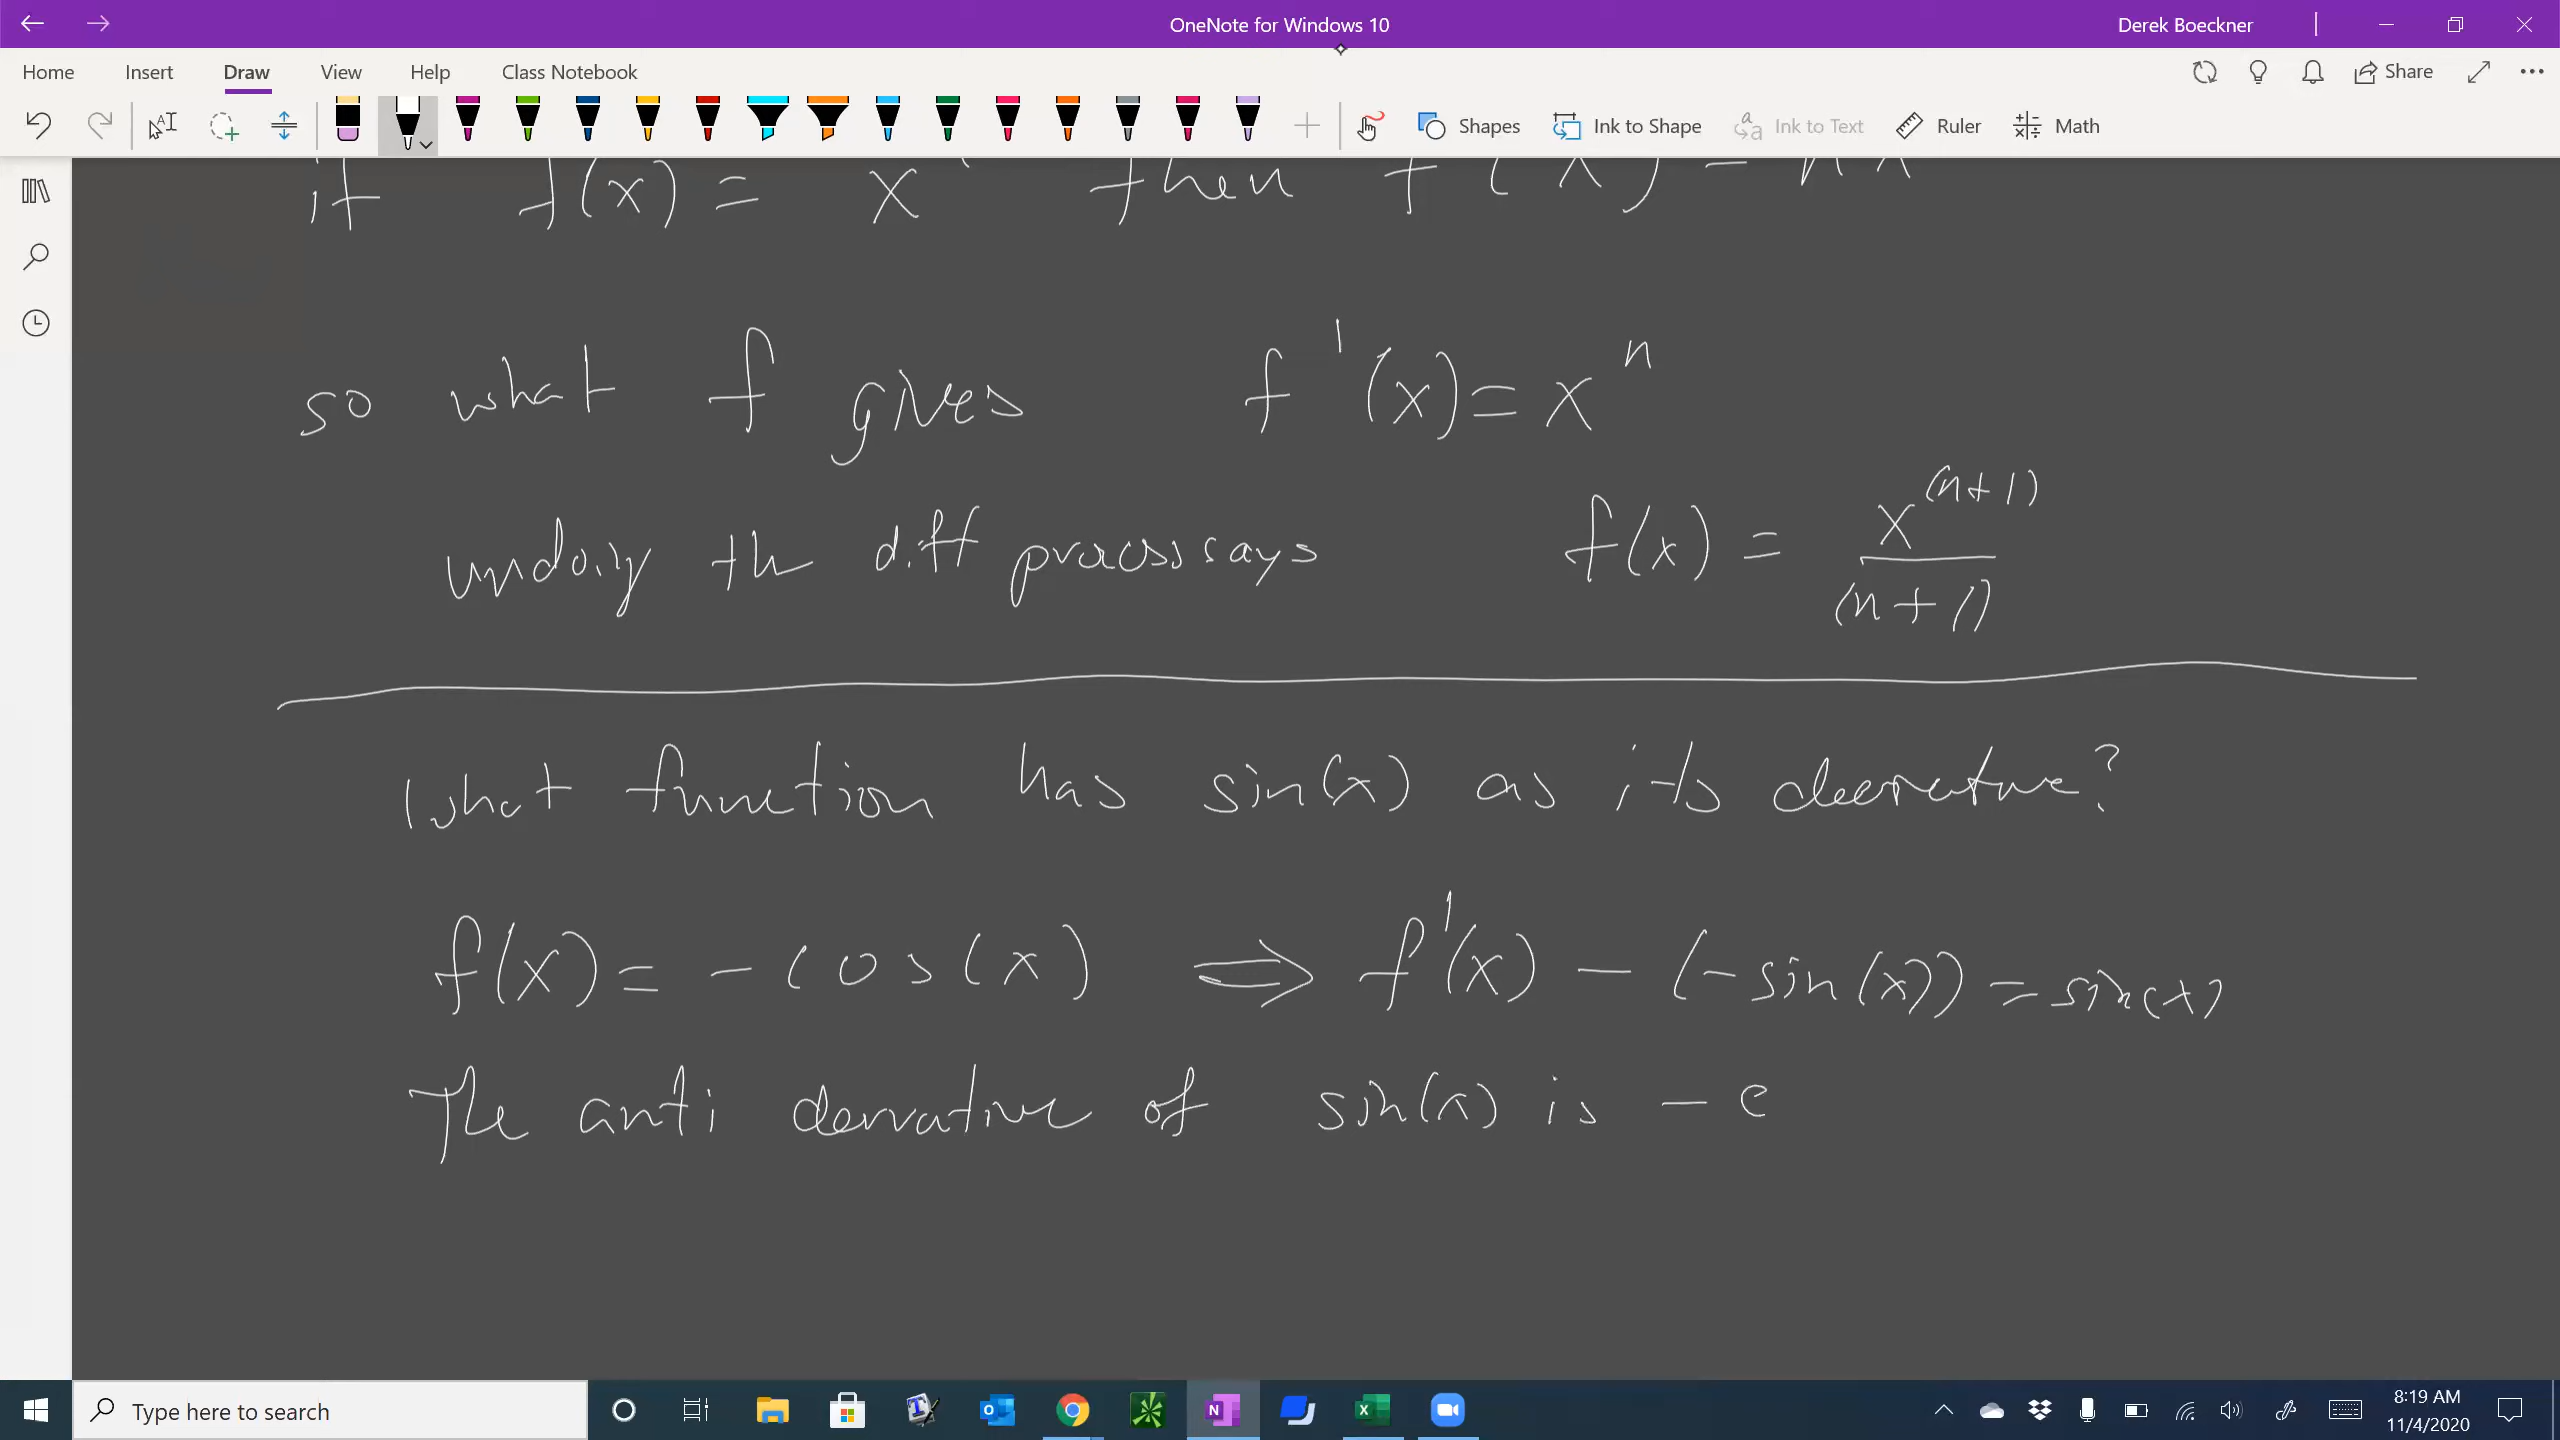 OneNote for Windows 10 Derek Boeckner
Home Insert Draw View Help Class Notebook Share
Shapes Ink to Shape Ink to Text Ruler Math
if f(x) = x then f'(x) = n x
so what f gives f'(x) = x^n
undoing the diff process says f(x) = x^(n+1) / (n+1)
What function has sin(x) as its
f(x) = -cos(x) ⇒ f'(x) - (-sin(x)) = sin(x)
The anti dervative of sin(x) is - c
Type here to search
8:19 AM
11/4/2020